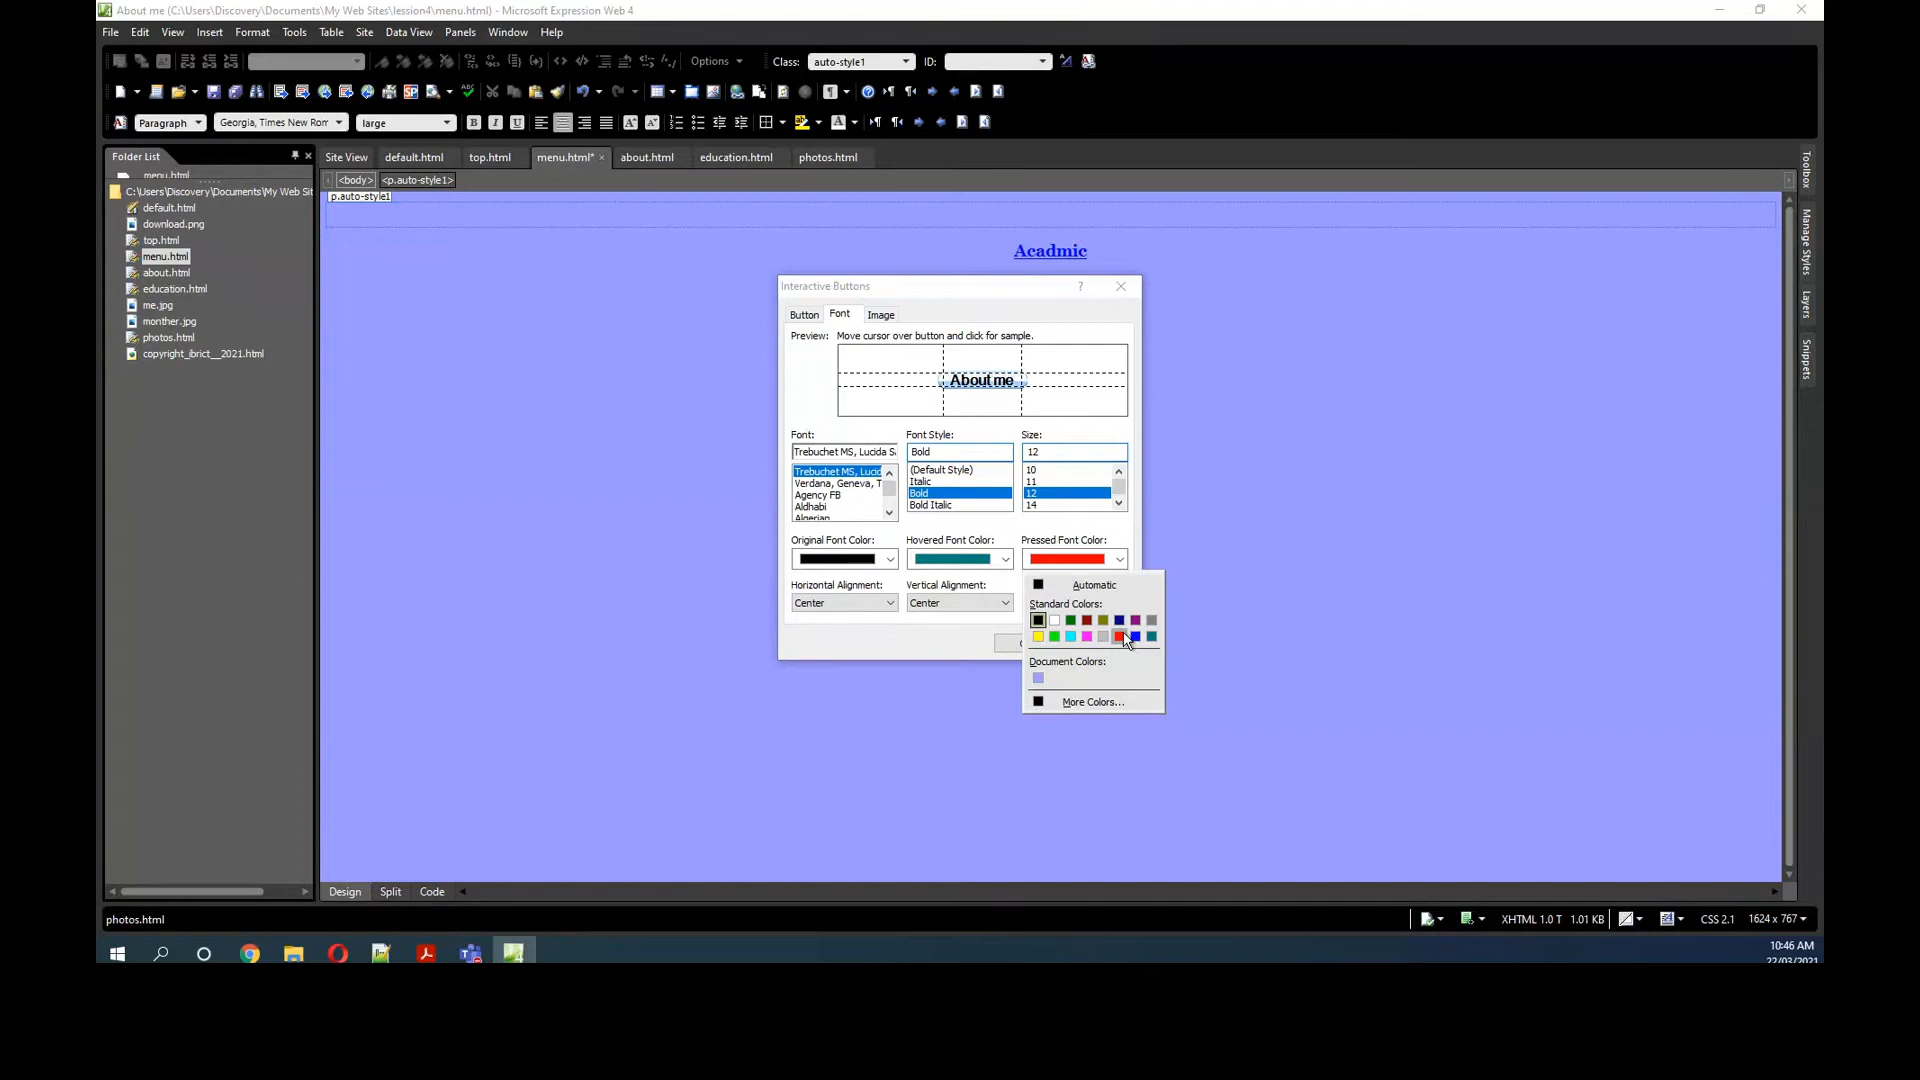 About me (C:\Users\Discovery\Documents\My Web Sites\lession4\menu.html) - Microsoft Expression Web 4
File Edit View Insert Format Tools Table Site Data View Panels Window Help
Options Class: auto-style1 ID:
Paragraph Georgia, Times New Ror large
Folder List
Site View default.html top.html menu.html* about.html education.html photos.html
menu.html
<body> <p.auto-style1>
C:\Users\Discovery\Documents\My Web Sit
p.auto-style1
default.html
download.png
top.html
menu.html
about.html
education.html
me.jpg
monther.jpg
photos.html
copyright_ibrict__2021.html
Acadmic
Interactive Buttons ?
Button Font Image
Preview: Move cursor over button and click for sample.
About me
Font: Font Style: Size:
Trebuchet MS, Lucida S Bold 12
Trebuchet MS, Lucid (Default Style) 10
Verdana, Geneva, T Italic 11
Agency FB Bold 12
Aldhabi Bold Italic 14
Algerian
Original Font Color: Hovered Font Color: Pressed Font Color:
Horizontal Alignment: Vertical Alignment:
Center Center
Automatic
Standard Colors:
Document Colors:
More Colors...
Toolbox
Manage Styles
Layers
Snippets
Design Split Code
photos.html XHTML 1.0 T 1.01 KB CSS 2.1 1624 x 767
10:46 AM
22/03/2021